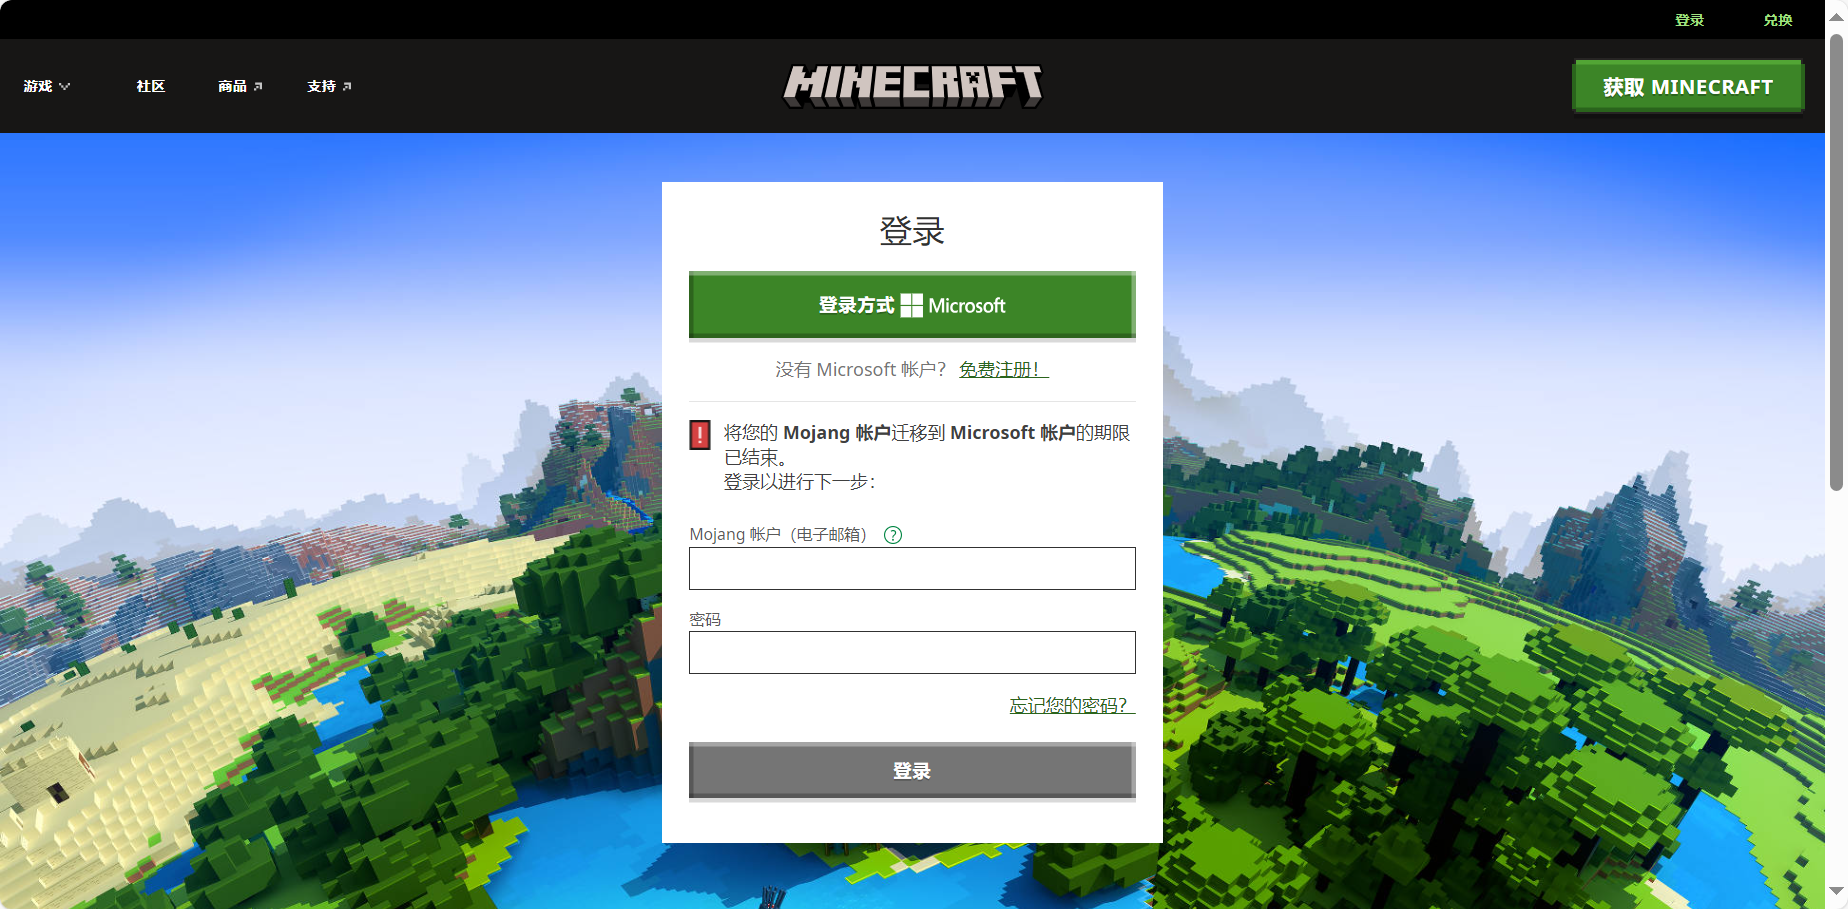 登录
兑换
游戏
社区
商品
支持
MINECRAFT
获取 MINECRAFT
登录
登录方式 Microsoft
没有 Microsoft 帐户？ 免费注册！
将您的 Mojang 帐户迁移到 Microsoft 帐户的期限
已结束。
登录以进行下一步：
Mojang 帐户（电子邮箱） ?
密码
忘记您的密码？
登录